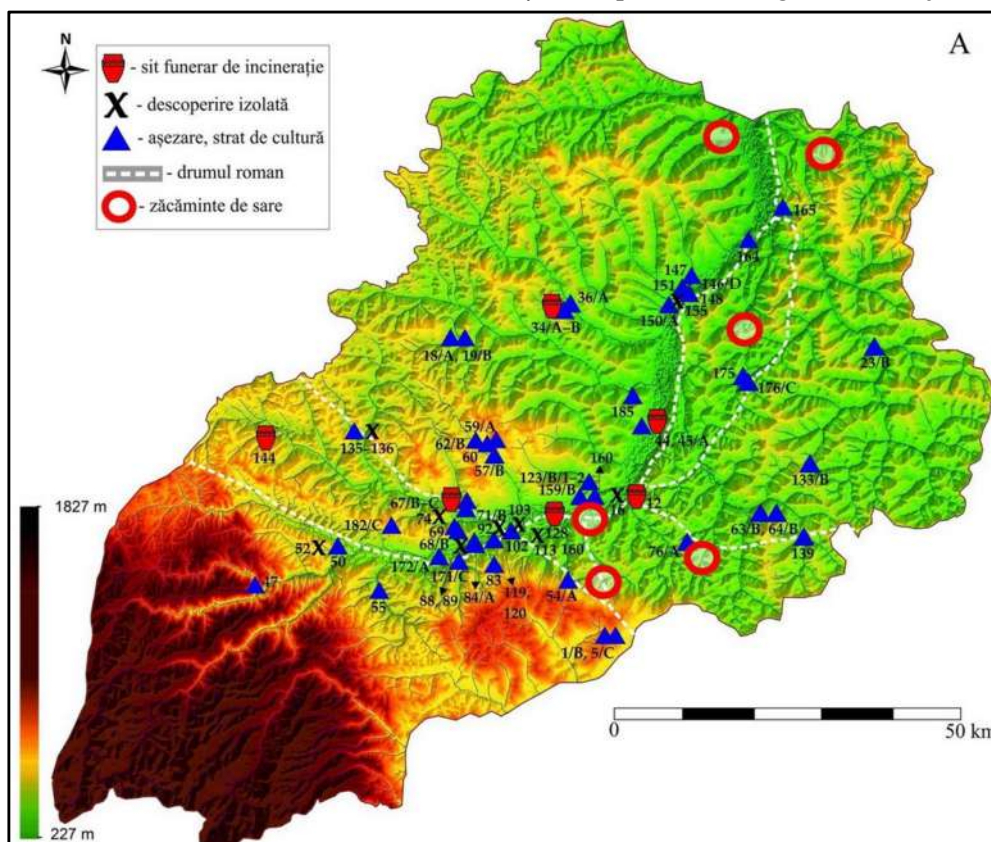 A
N
- sit funerar de incinerație
- descoperire izolată
- așezare, strat de cultură
- drumul roman
- zăcăminte de sare
165
164
147
151
146/D
148
155
150/A
36/A
34/A–B
18/A, 19/B
175
176/C
23/B
185
44, 45/A
59/A
62/B
60
57/B
135–136
144
160
123/B/1–2
159/B
16
12
133/B
67/B–C
74
71/B
103
92
69
68/B
102
128
113
160
63/B, 64/B
139
76/A
182/C
52
50
172/A
171/C
83
47
55
88, 89
84/A
119,
120
54/A
1/B, 5/C
1827 m
227 m
0
50 km